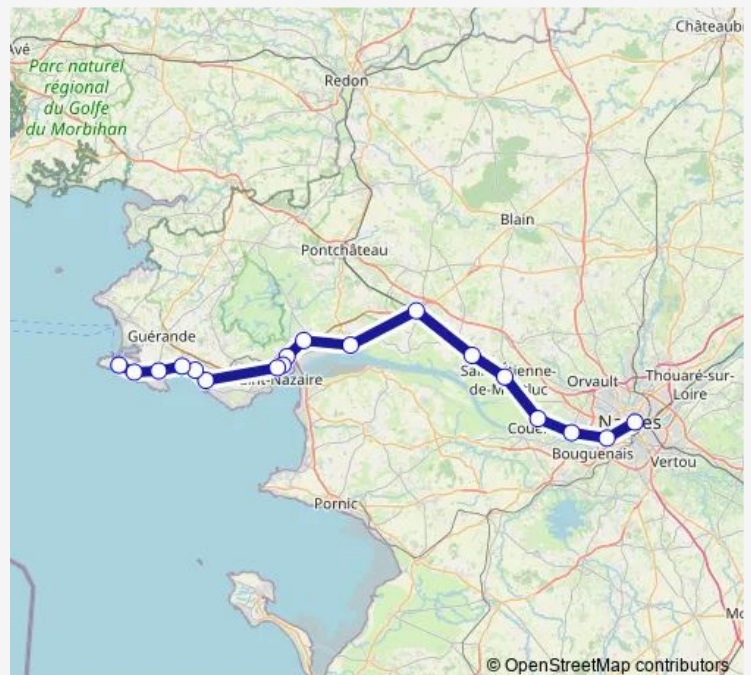 Châteaub
Avé
Parc naturel
régional
du Golfe
du Morbihan
Redon
Blain
Pontchâteau
Guérande
int-Nazaire
Orvault
Thouaré-sur-
Loire
Bouguenais
Vertou
Pornic
© OpenStreetMap contributors